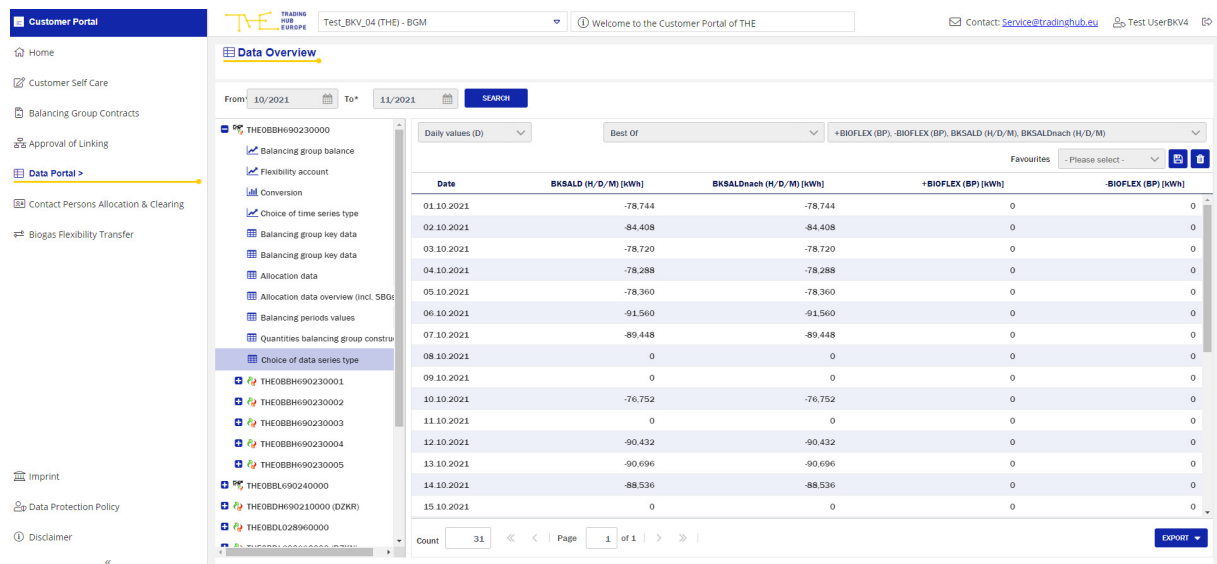 Customer Portal
THE
TRADING
HUB
EUROPE
Test_BKV_04 (THE) - BGM
Welcome to the Customer Portal of THE
Contact: Service@tradinghub.eu
Test UserBKV4
Home
Customer Self Care
Balancing Group Contracts
Approval of Linking
Data Portal >
Contact Persons Allocation & Clearing
Biogas Flexibility Transfer
Imprint
Data Protection Policy
Disclaimer
«
Data Overview
From* 10/2021 To* 11/2021 SEARCH
THE0BBH690230000
Balancing group balance
Flexibility account
Conversion
Choice of time series type
Balancing group key data
Balancing group key data
Allocation data
Allocation data overview (incl. SBGs
Balancing periods values
Quantities balancing group constru
Choice of data series type
THE0BBH690230001
THE0BBH690230002
THE0BBH690230003
THE0BBH690230004
THE0BBH690230005
THE0BBL690240000
THE0BDH690210000 (DZKR)
THE0BDL028960000
Daily values (D) Best Of +BIOFLEX (BP), -BIOFLEX (BP), BKSALD (H/D/M), BKSALDnach (H/D/M)
Favourites - Please select -
Date BKSALD (H/D/M) [kWh] BKSALDnach (H/D/M) [kWh] +BIOFLEX (BP) [kWh] -BIOFLEX (BP) [kWh]
01.10.2021 -78,744 -78,744 0 0
02.10.2021 -84,408 -84,408 0 0
03.10.2021 -78,720 -78,720 0 0
04.10.2021 -78,288 -78,288 0 0
05.10.2021 -78,360 -78,360 0 0
06.10.2021 -91,560 -91,560 0 0
07.10.2021 -89,448 -89,448 0 0
08.10.2021 0 0 0 0
09.10.2021 0 0 0 0
10.10.2021 -76,752 -76,752 0 0
11.10.2021 0 0 0 0
12.10.2021 -90,432 -90,432 0 0
13.10.2021 -90,696 -90,696 0 0
14.10.2021 -88,536 -88,536 0 0
15.10.2021 0 0 0 0
Count 31 Page 1 of 1 EXPORT